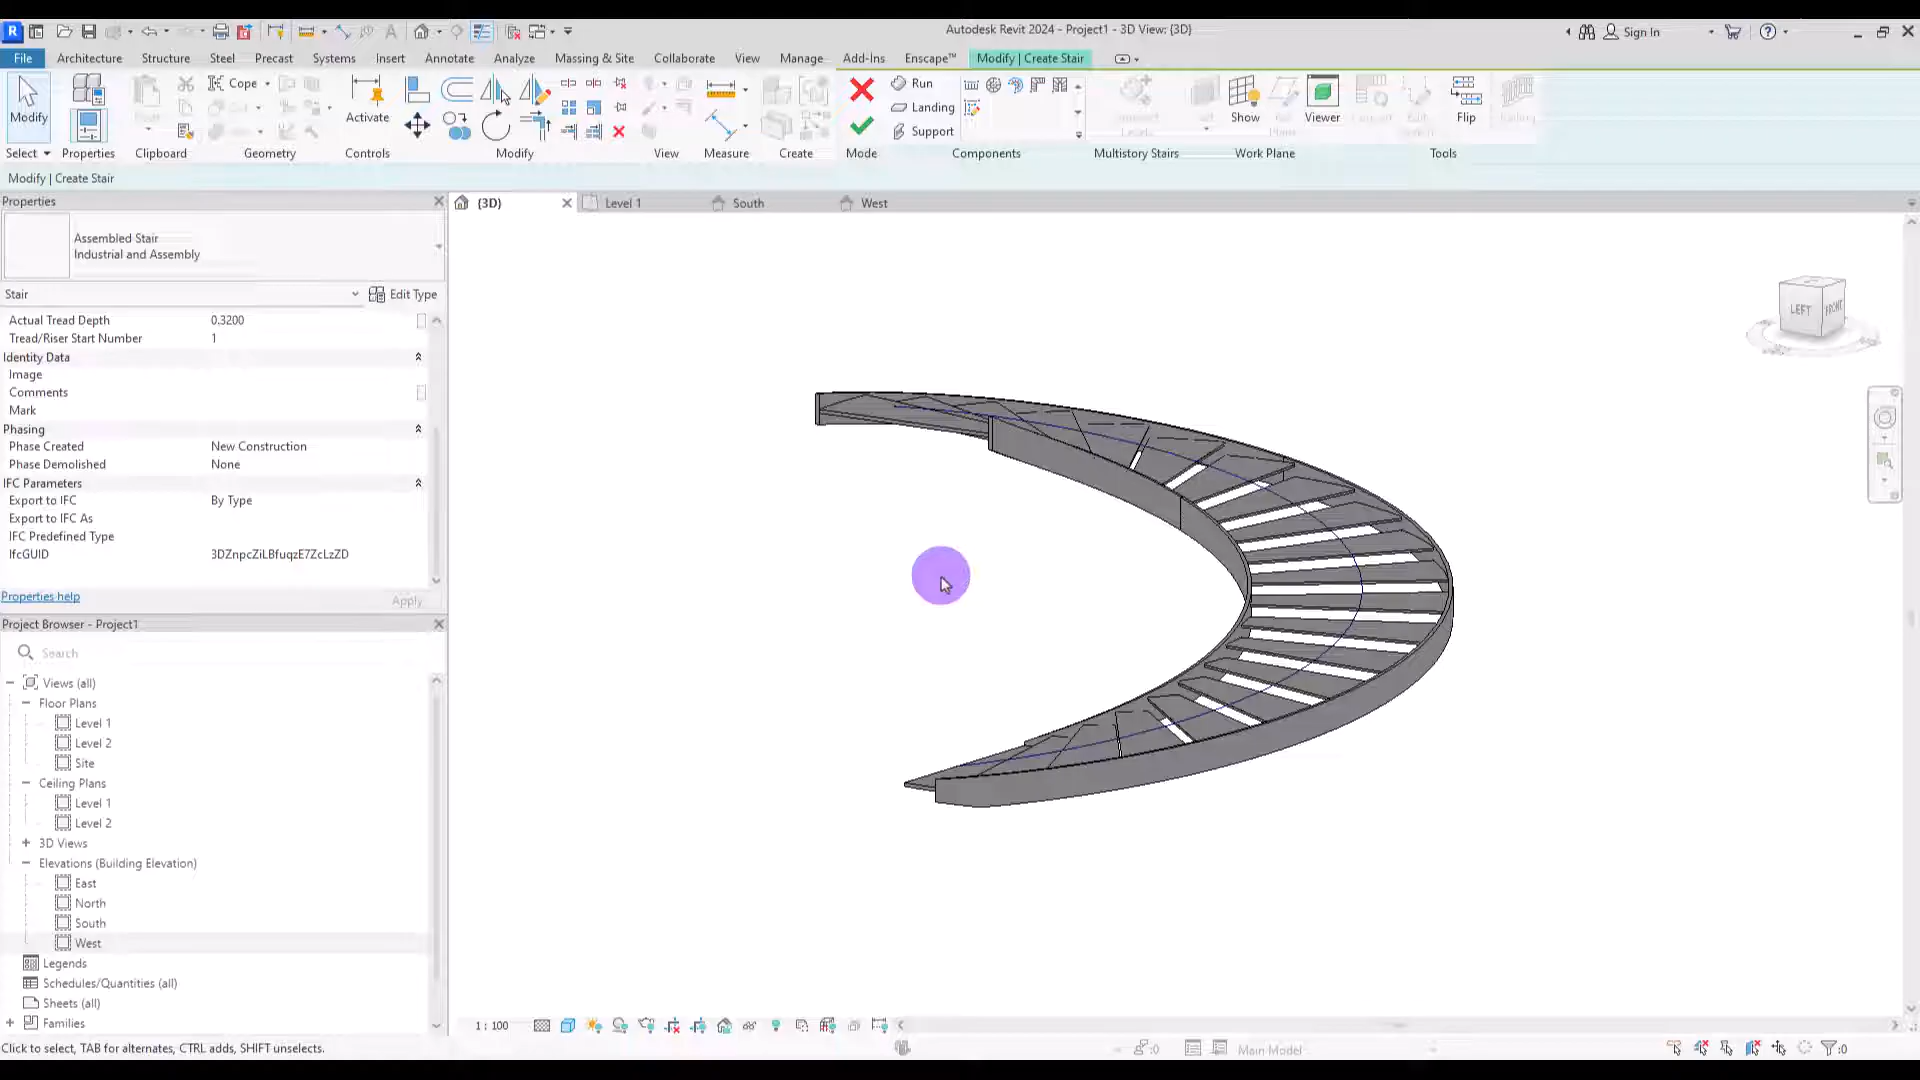 Autodesk Revit 2024 - Project1 - 3D View: {3D}
Sign In
File Architecture Structure Steel Precast Systems Insert Annotate Analyze Massing & Site Collaborate View Manage Add-Ins Enscape™ Modify | Create Stair
Modify
Cope
Activate
Run
Landing
Support
Show
Viewer
Flip
Select Properties Clipboard Geometry Controls Modify View Measure Create Mode Components Multistory Stairs Work Plane Tools
Modify | Create Stair
Properties
{3D} Level 1 South West
Assembled Stair
Industrial and Assembly
Stair Edit Type
Actual Tread Depth 0.3200
Tread/Riser Start Number 1
Identity Data
Image
Comments
Mark
Phasing
Phase Created New Construction
Phase Demolished None
IFC Parameters
Export to IFC By Type
Export to IFC As
IFC Predefined Type
IfcGUID 3DZnpcZiLBfuqzE7ZcLzZD
Properties help Apply
LEFT FRONT
Project Browser - Project1
Search
Views (all)
Floor Plans
Level 1
Level 2
Site
Ceiling Plans
Level 1
Level 2
3D Views
Elevations (Building Elevation)
East
North
South
West
Legends
Schedules/Quantities (all)
Sheets (all)
Families
1 : 100
Click to select, TAB for alternates, CTRL adds, SHIFT unselects.
:0
Main Model
:0